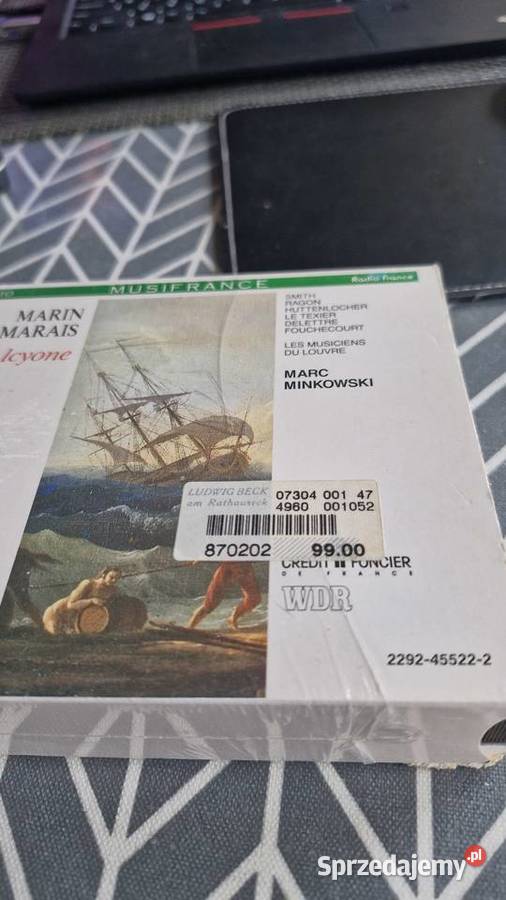 TO
MUSIFRANCE
Radio France
MARIN
MARAIS
lcyone
SMITH
RAGON
HUTTENLOCHER
LE TEXIER
DELETTRE
FOUCHECOURT
LES MUSICIENS
DU LOUVRE
MARC
MINKOWSKI
LUDWIG BECK
am Rathauseck
07304 001 47
4960 001052
870202 99.00
CREDIT FONCIER
DE FRANCE
WDR
2292-45522-2
Sprzedajemy.pl